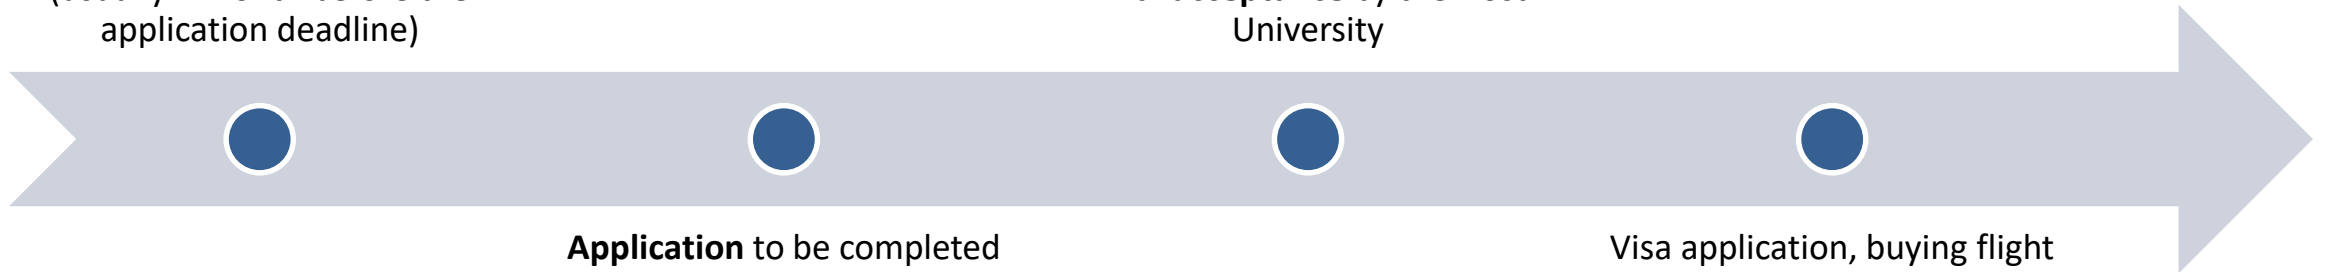 application deadline)
University
Application to be completed
Visa application, buying flight